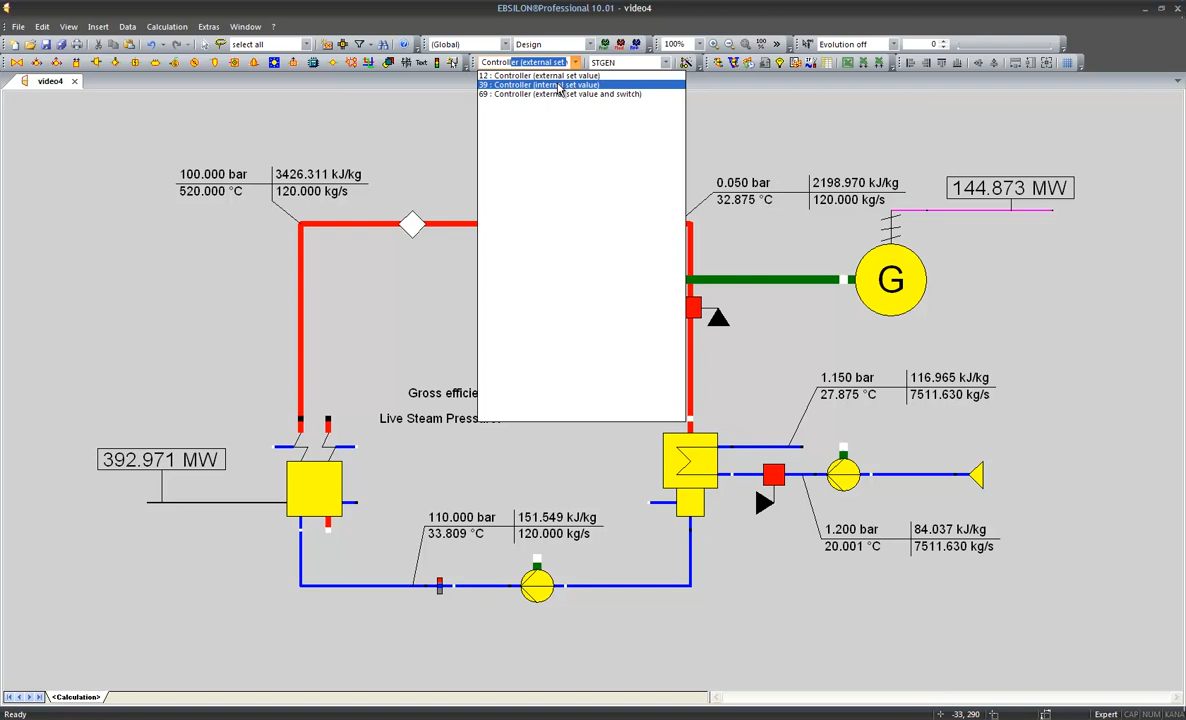 EBSILON®Professional 10.01 - video4
File Edit View Insert Data Calculation Extras Window ?
select all (Global) Design 100% » Evolution off 0
Text Controller (external set STGEN
video4
12 : Controller (external set value)
39 : Controller (internal set value)
69 : Controller (external set value and switch)
100.000 bar 3426.311 kJ/kg
520.000 °C 120.000 kg/s
0.050 bar 2198.970 kJ/kg
32.875 °C 120.000 kg/s
144.873 MW
G
Gross efficie
Live Steam Press
1.150 bar 116.965 kJ/kg
27.875 °C 7511.630 kg/s
392.971 MW
110.000 bar 151.549 kJ/kg
33.809 °C 120.000 kg/s
1.200 bar 84.037 kJ/kg
20.001 °C 7511.630 kg/s
<Calculation>
Ready -33, 290 Expert CAP NUM KANA